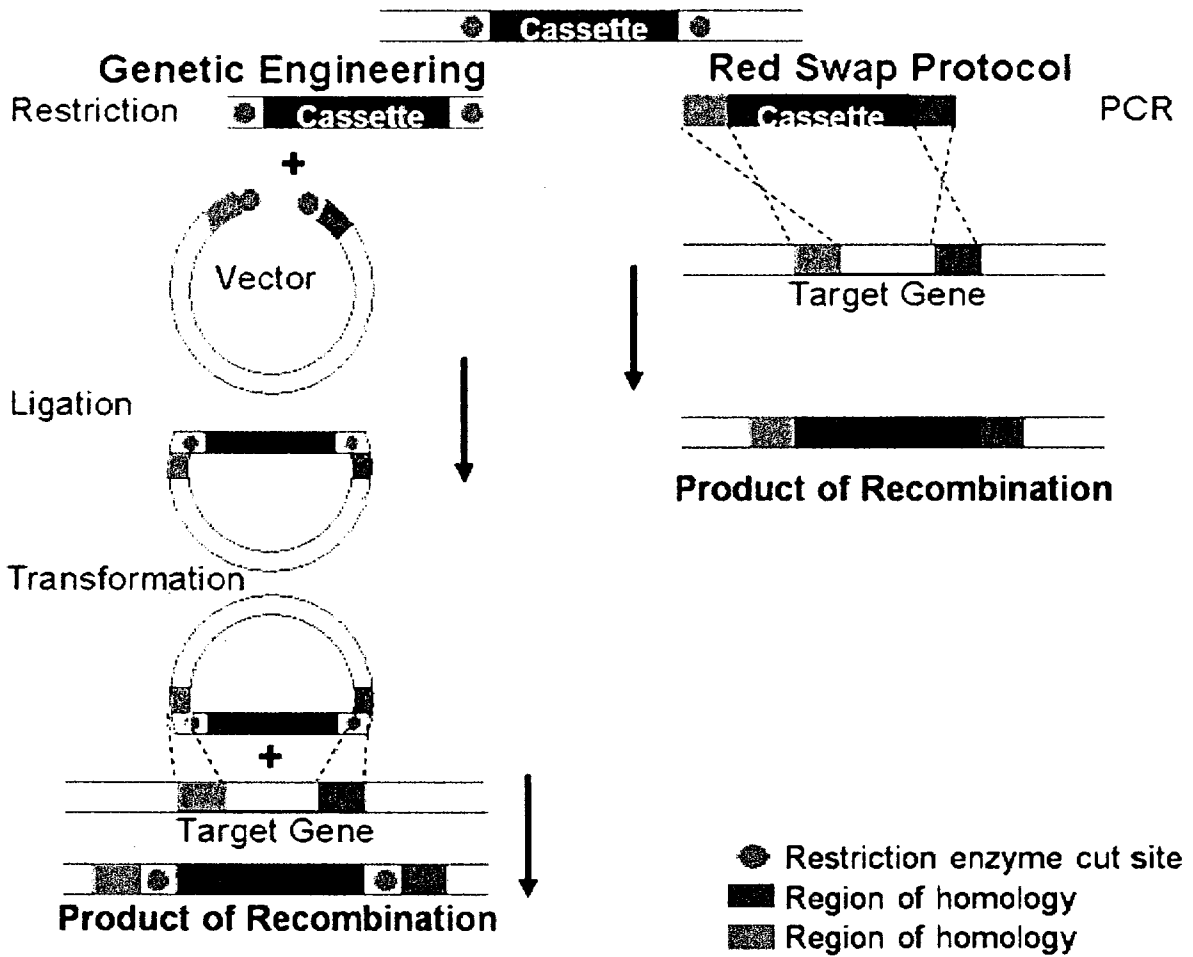 Cassette
Genetic Engineering
Restriction
Cassette
+
Vector
Ligation
Transformation
+
Target Gene
Product of Recombination
Red Swap Protocol
Cassette
PCR
Target Gene
Product of Recombination
Restriction enzyme cut site
Region of homology
Region of homology